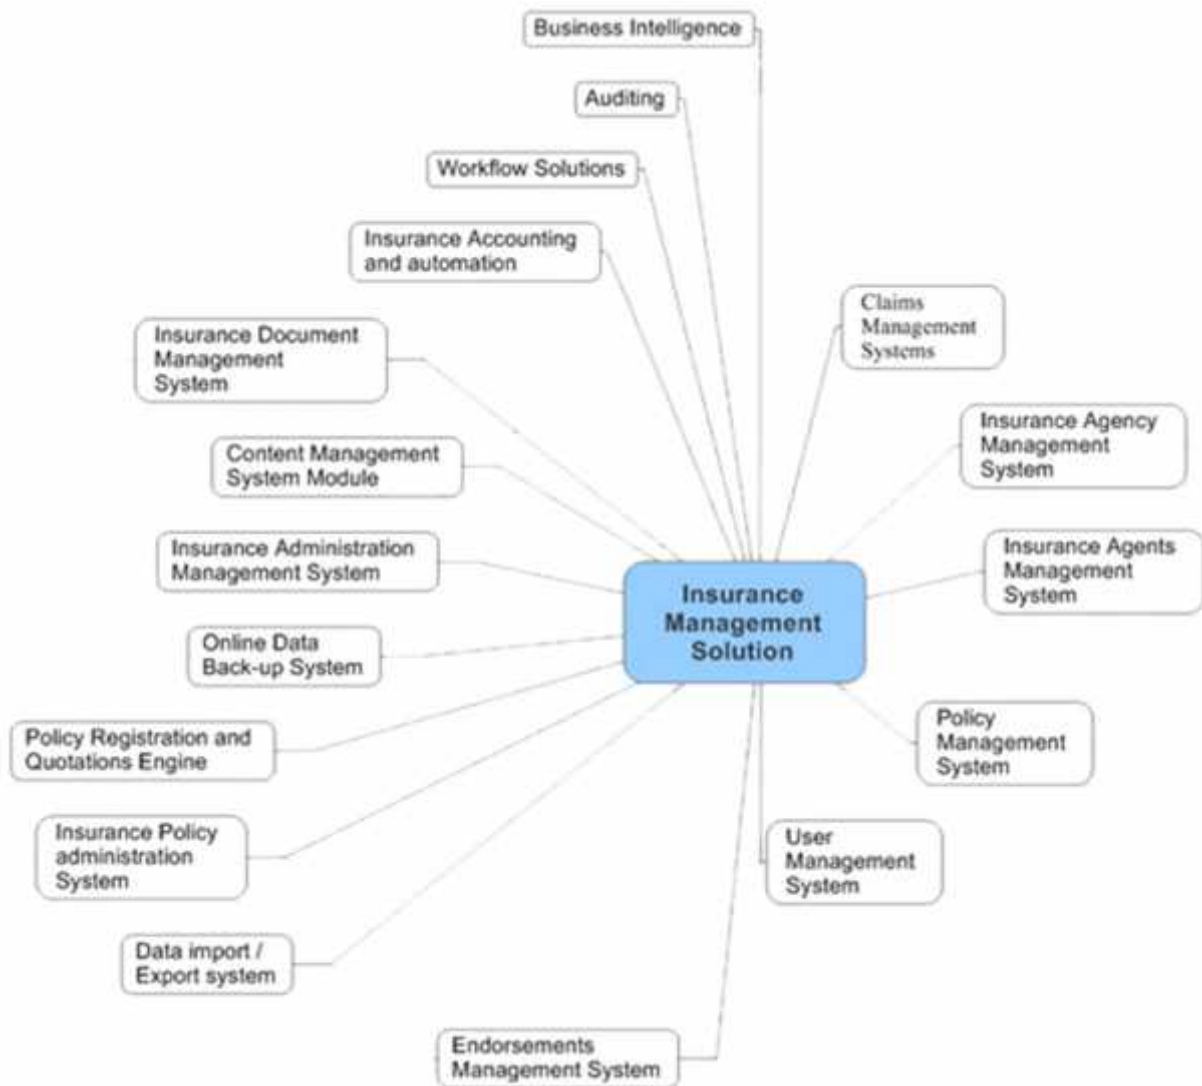 Business Intelligence
Auditing
Workflow Solutions
Insurance Accounting
and automation
Claims
Management
Systems
Insurance Document
Management
System
Insurance Agency
Management
System
Content Management
System Module
Insurance Administration
Management System
Insurance Agents
Management
System
Insurance
Management
Solution
Online Data
Back-up System
Policy Registration and
Quotations Engine
Policy
Management
System
Insurance Policy
administration
System
User
Management
System
Data import /
Export system
Endorsements
Management System